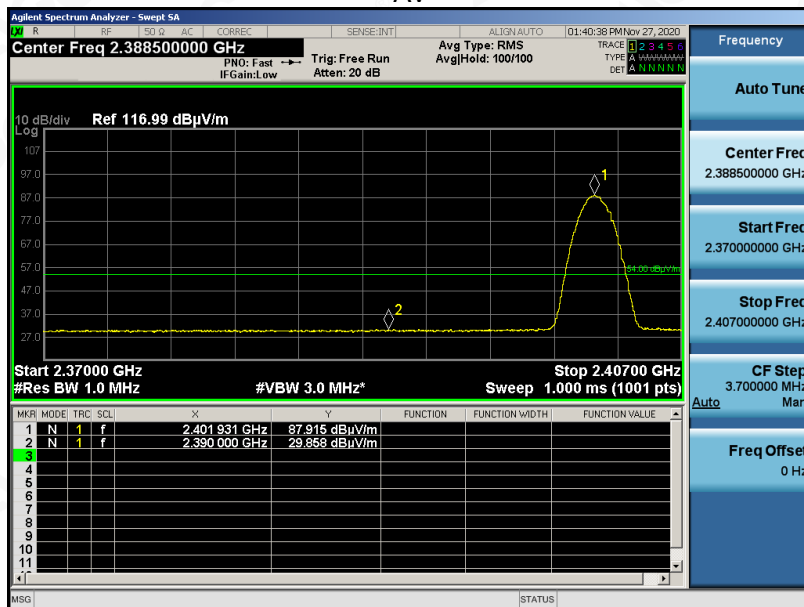 Agilent Spectrum Analyzer - Swept SA
LXI R RF 50 Ω AC CORREC SENSE:INT ALIGN AUTO 01:40:38 PM Nov 27, 2020
Center Freq 2.388500000 GHz
PNO: Fast
IFGain:Low
Trig: Free Run
Atten: 20 dB
Avg Type: RMS
Avg|Hold: 100/100
TRACE 1 2 3 4 5 6
TYPE A
DET A N N N N N
10 dB/div Ref 116.99 dBµV/m
Log
107
97.0
87.0
77.0
67.0
57.0
47.0
37.0
27.0
1
2
54.00 dBµV/m
Start 2.37000 GHz Stop 2.40700 GHz
#Res BW 1.0 MHz #VBW 3.0 MHz* Sweep 1.000 ms (1001 pts)
MKR MODE TRC SCL X Y FUNCTION FUNCTION WIDTH FUNCTION VALUE
1 N 1 f 2.401 931 GHz 87.915 dBµV/m
2 N 1 f 2.390 000 GHz 29.858 dBµV/m
3
4
5
6
7
8
9
10
11
MSG STATUS
Frequency
Auto Tune
Center Freq
2.388500000 GHz
Start Freq
2.370000000 GHz
Stop Freq
2.407000000 GHz
CF Step
3.700000 MHz
Auto Man
Freq Offset
0 Hz